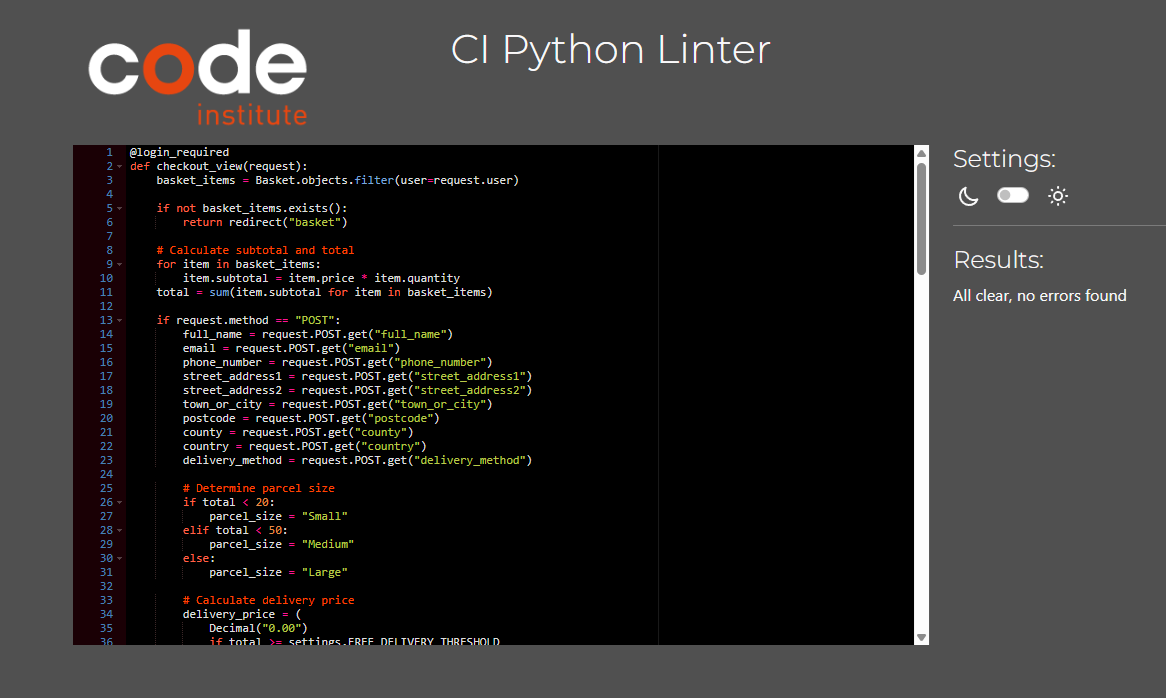 code
institute
CI Python Linter
1 @login_required
2 def checkout_view(request):
3     basket_items = Basket.objects.filter(user=request.user)
4
5     if not basket_items.exists():
6         return redirect("basket")
7
8     # Calculate subtotal and total
9     for item in basket_items:
10         item.subtotal = item.price * item.quantity
11     total = sum(item.subtotal for item in basket_items)
12
13     if request.method == "POST":
14         full_name = request.POST.get("full_name")
15         email = request.POST.get("email")
16         phone_number = request.POST.get("phone_number")
17         street_address1 = request.POST.get("street_address1")
18         street_address2 = request.POST.get("street_address2")
19         town_or_city = request.POST.get("town_or_city")
20         postcode = request.POST.get("postcode")
21         county = request.POST.get("county")
22         country = request.POST.get("country")
23         delivery_method = request.POST.get("delivery_method")
24
25         # Determine parcel size
26         if total < 20:
27             parcel_size = "Small"
28         elif total < 50:
29             parcel_size = "Medium"
30         else:
31             parcel_size = "Large"
32
33         # Calculate delivery price
34         delivery_price = (
35             Decimal("0.00")
36             if total >= settings.FREE_DELIVERY_THRESHOLD
Settings:
Results:
All clear, no errors found